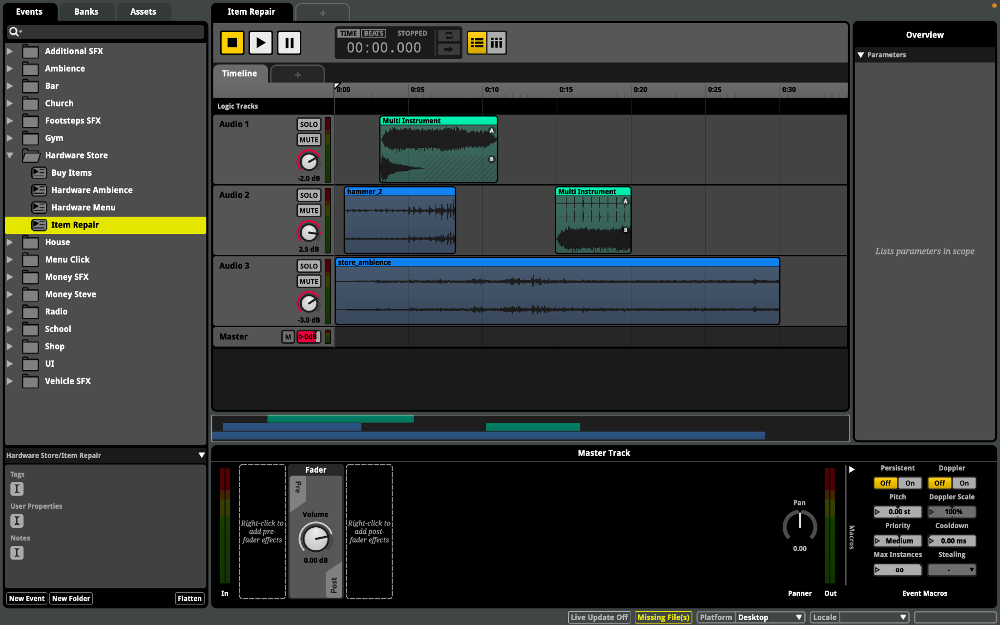 Events
Banks
Assets
Item Repair
+
Additional SFX
Ambience
Bar
Church
Footsteps SFX
Gym
Hardware Store
Buy Items
Hardware Ambience
Hardware Menu
Item Repair
House
Menu Click
Money SFX
Money Steve
Radio
School
Shop
UI
Vehicle SFX
Hardware Store/Item Repair
Tags
User Properties
Notes
New Event
New Folder
Flatten
TIME BEATS STOPPED
00:00.000
Timeline
+
0:00 0:05 0:10 0:15 0:20 0:25 0:30
Logic Tracks
Audio 1
SOLO
MUTE
-2.0 dB
Multi Instrument
A
B
Audio 2
SOLO
MUTE
2.5 dB
hammer_2
Multi Instrument
A
B
Audio 3
SOLO
MUTE
-3.0 dB
store_ambience
Master
M
0dB
Overview
Parameters
Lists parameters in scope
Master Track
In
Right-click to
add pre-
fader effects
Fader
Pre
Volume
0.00 dB
Post
Right-click to
add post-
fader effects
Pan
0.00
Panner
Out
Macros
Persistent
Off On
Doppler
Off On
Pitch
0.00 st
Doppler Scale
100%
Priority
Medium
Cooldown
0.00 ms
Max Instances
oo
Stealing
-
Event Macros
Live Update Off
Missing File(s)
Platform
Desktop
Locale